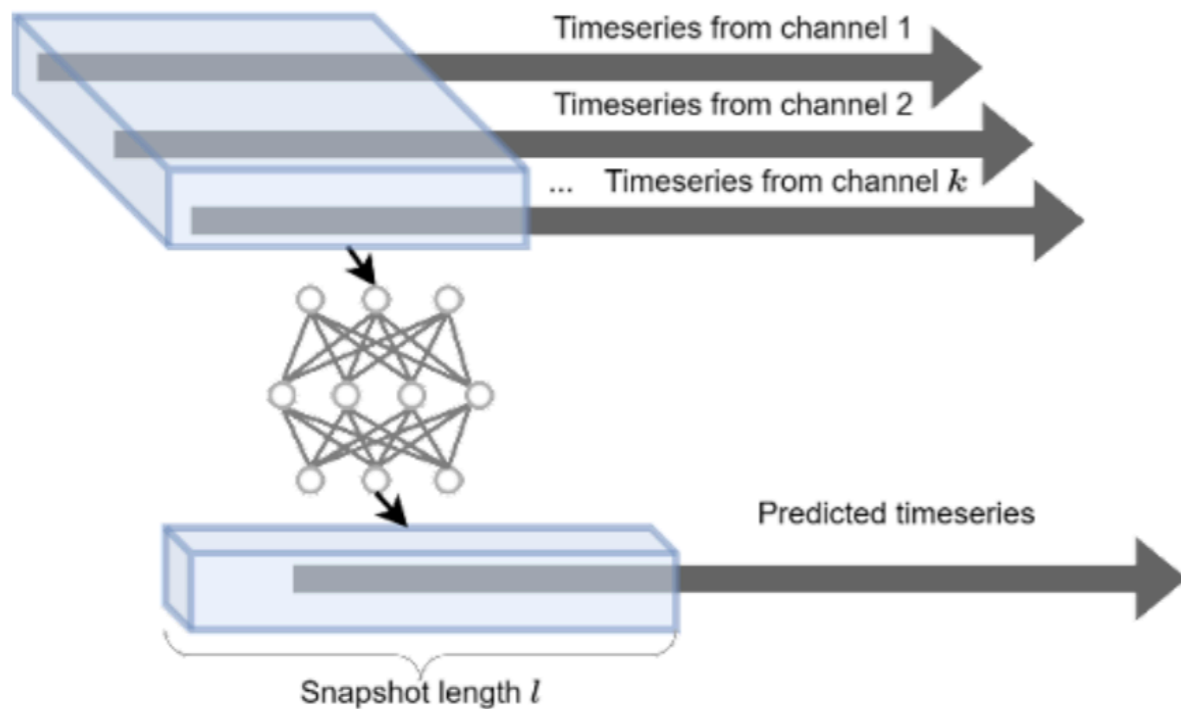 Timeseries from channel 1
Timeseries from channel 2
... Timeseries from channel k
Predicted timeseries
Snapshot length l